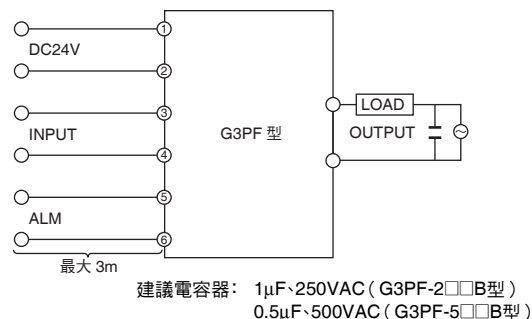 DC24V
①
②
INPUT
③
④
ALM
⑤
⑥
G3PF 型
LOAD
OUTPUT
最大 3m
建議電容器： 1μF、250VAC（G3PF-2□□B型）
0.5μF、500VAC（G3PF-5□□B型）